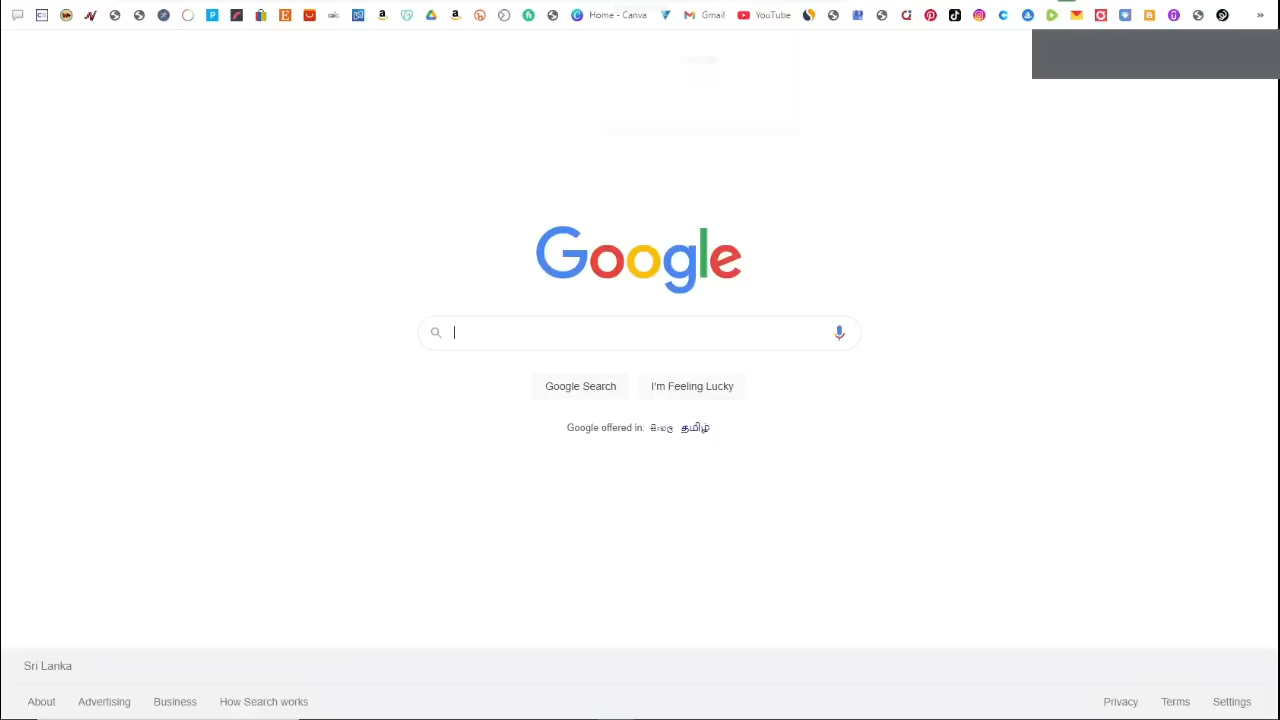 Home - Canva Gmail YouTube
Google
Google Search I'm Feeling Lucky
Google offered in: සිංහල தமிழ்
Sri Lanka
About Advertising Business How Search works Privacy Terms Settings